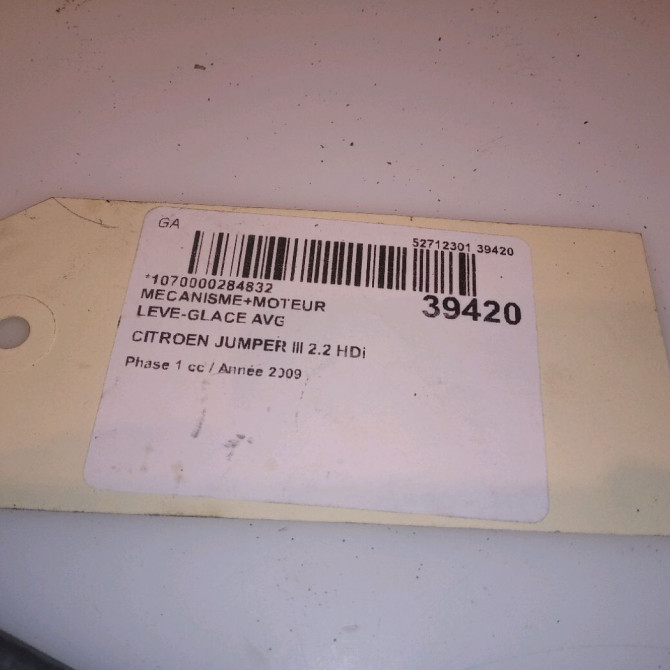 GA
52712301 39420
*1070000284832
39420
MECANISME+MOTEUR
LEVE-GLACE AVG
CITROEN JUMPER III 2.2 HDi
Phase 1 cc / Année 2009